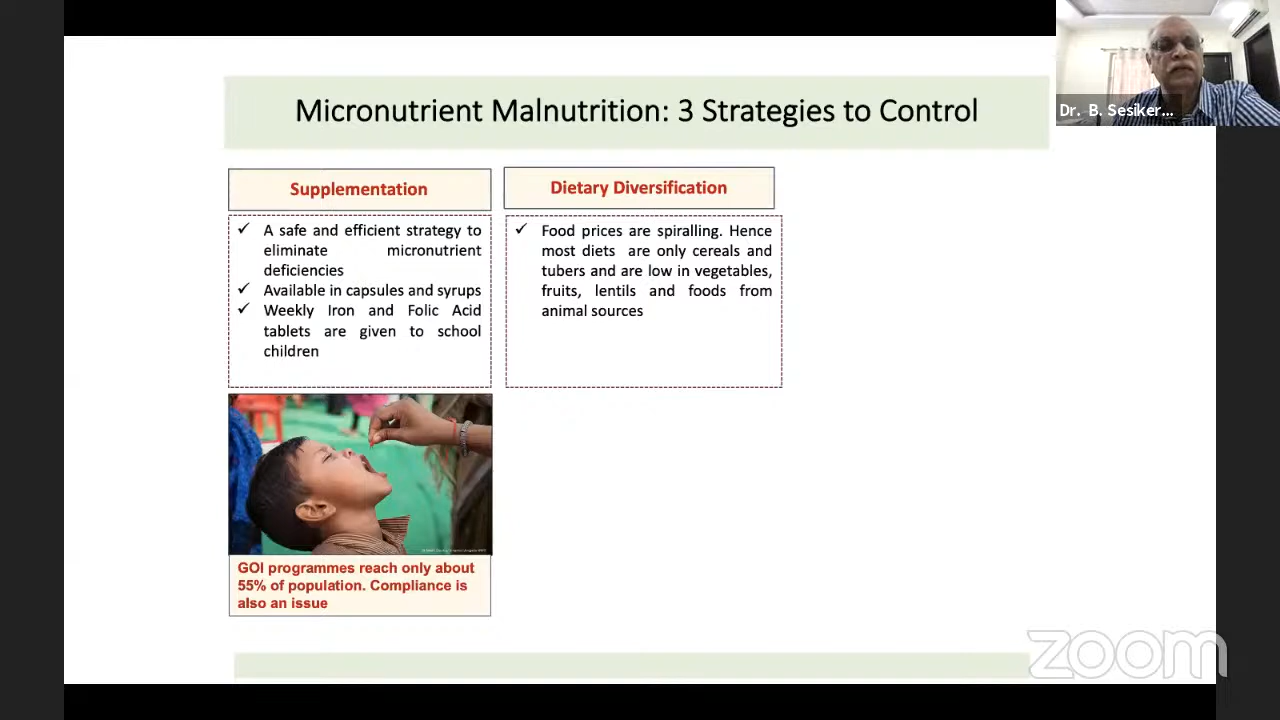 Micronutrient Malnutrition: 3 Strategies to Control
Dr. B. Sesiker...
Supplementation
✓ A safe and efficient strategy to
eliminate micronutrient
deficiencies
✓ Available in capsules and syrups
✓ Weekly Iron and Folic Acid
tablets are given to school
children
GOI programmes reach only about
55% of population. Compliance is
also an issue
Dietary Diversification
✓ Food prices are spiralling. Hence
most diets are only cereals and
tubers and are low in vegetables,
fruits, lentils and foods from
animal sources
zoom